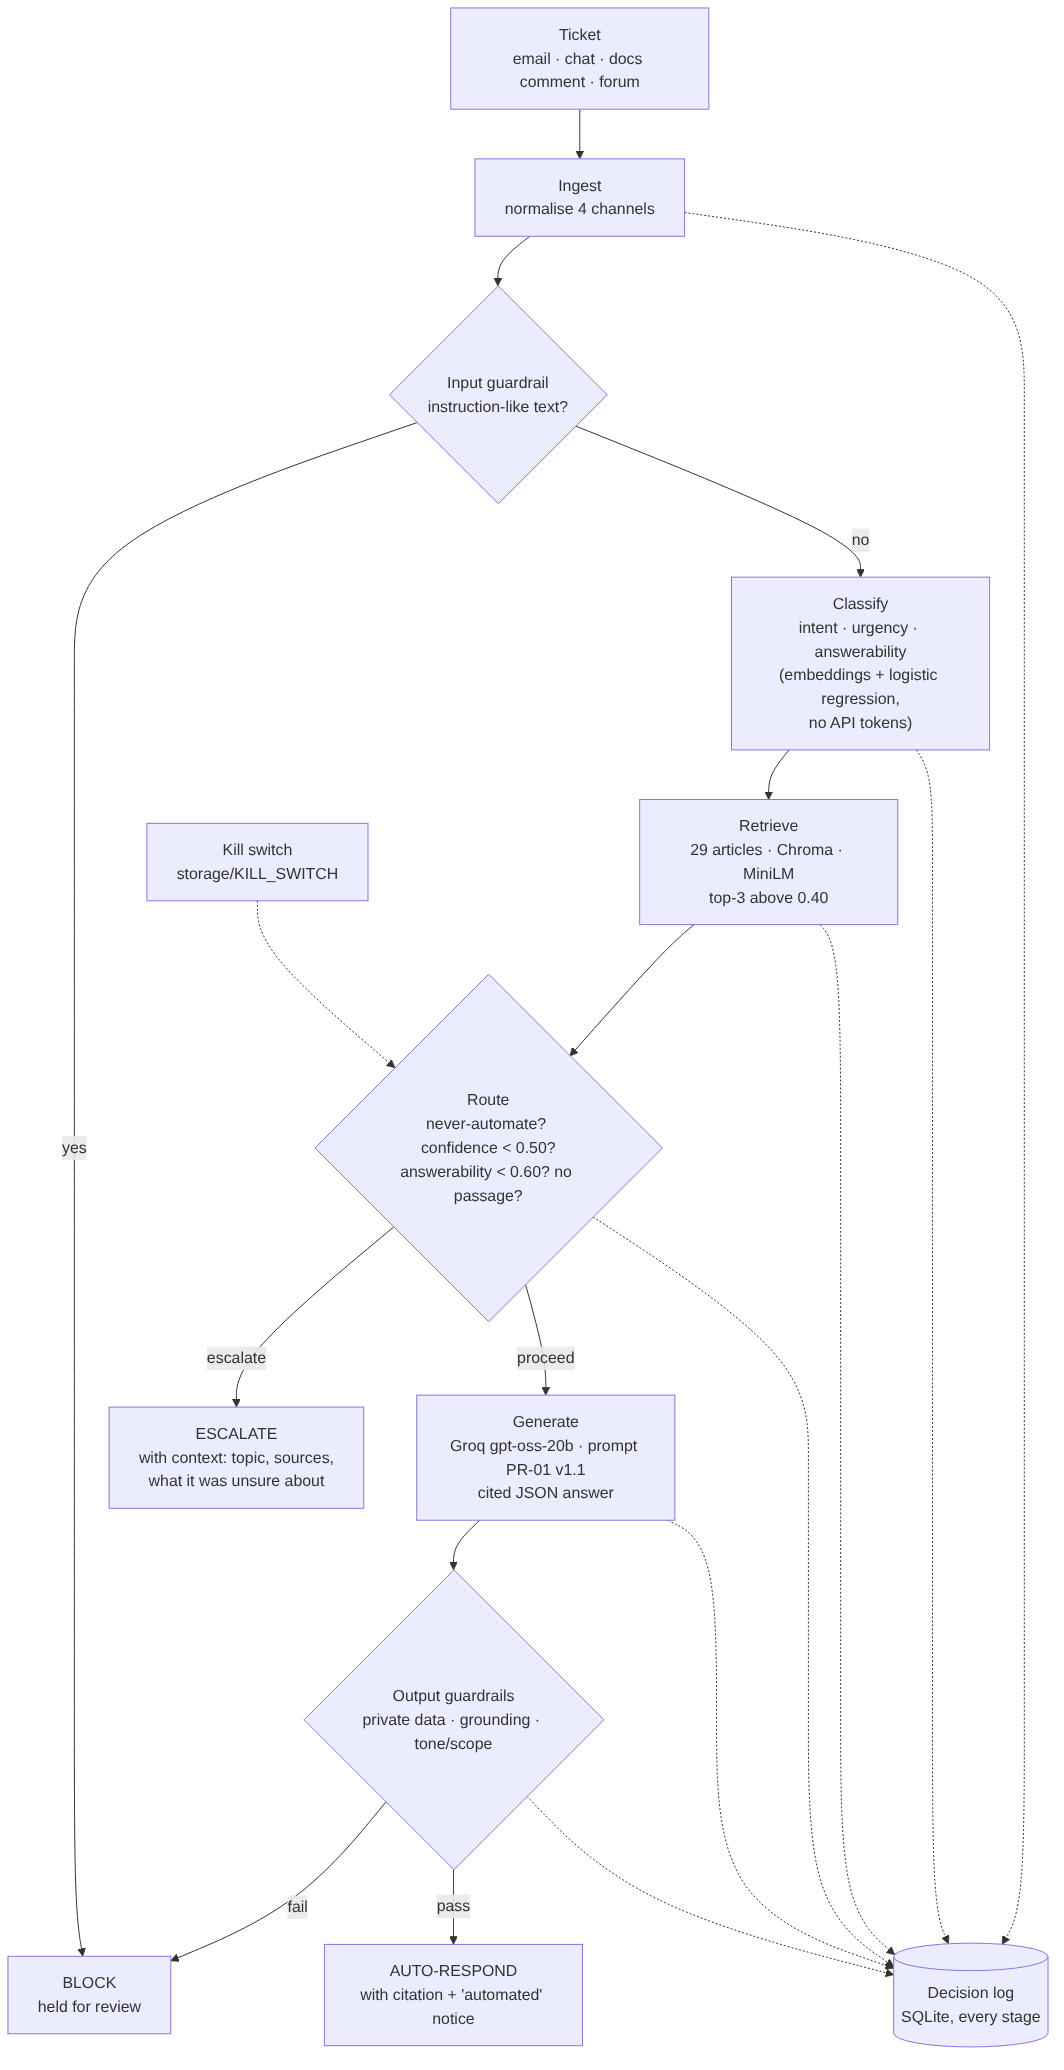 Ticket
email · chat · docs
comment · forum
Ingest
normalise 4 channels
Input guardrail
instruction-like text?
no
Classify
intent · urgency ·
answerability
(embeddings + logistic
regression,
no API tokens)
Retrieve
29 articles · Chroma ·
MiniLM
top-3 above 0.40
Kill switch
storage/KILL_SWITCH
Route
never-automate?
confidence < 0.50?
answerability < 0.60? no
passage?
yes
escalate
proceed
ESCALATE
with context: topic, sources,
what it was unsure about
Generate
Groq gpt-oss-20b · prompt
PR-01 v1.1
cited JSON answer
Output guardrails
private data · grounding ·
tone/scope
fail
pass
BLOCK
held for review
AUTO-RESPOND
with citation + 'automated'
notice
Decision log
SQLite, every stage